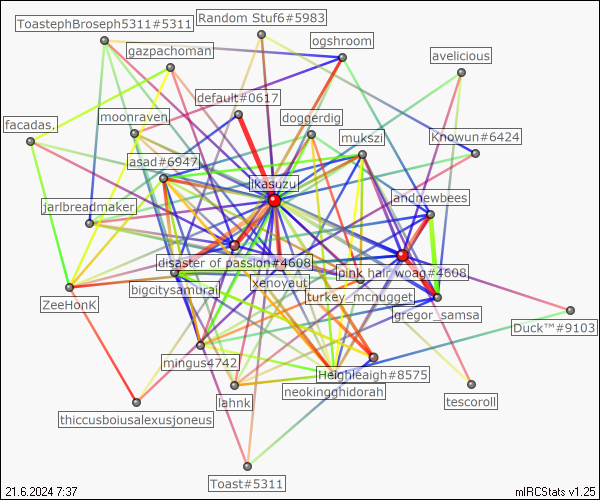 ToastephBroseph5311#5311
Random Stuf6#5983
ogshroom
gazpachoman
avelicious
default#0617
moonraven
doggerdig
facadas.
mukszi
Knowun#6424
asad#6947
ikasuzu
andnewbees
jarlbreadmaker
disaster of passion#4608
pink hair woag#4608
xenoyaut
bigcitysamurai
turkey_mcnugget
ZeeHonK
gregor_samsa
Duck™#9103
mingus4742
Heighleaigh#8575
neokingghidorah
lahnk
tescoroll
thiccusboiusalexusjoneus
Toast#5311
21.6.2024 7:37
mIRCStats v1.25